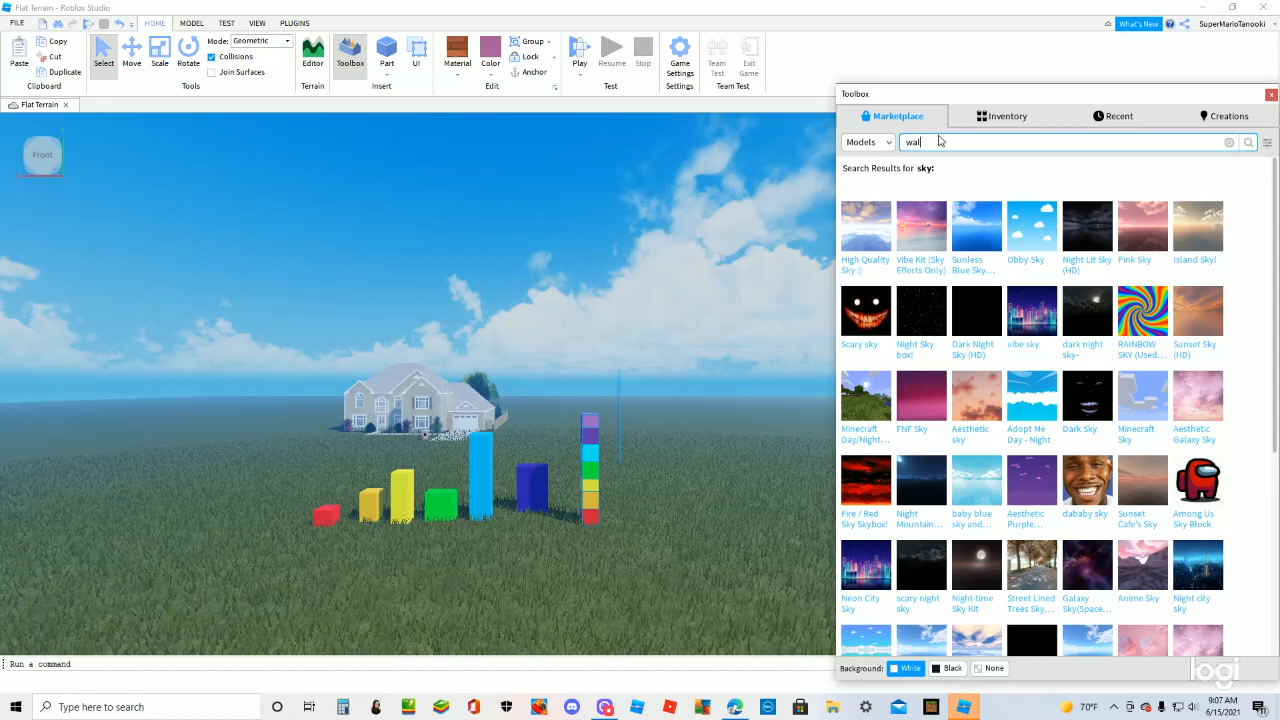 Flat Terrain - Roblox Studio
FILE HOME MODEL TEST VIEW PLUGINS What's New SuperMarioTanooki
Copy Mode: Geometric Group
Cut Collisions Lock
Paste Duplicate Select Move Scale Rotate Join Surfaces Editor Toolbox Part UI Material Color Anchor Play Resume Stop Game Settings Team Test Exit Game
Clipboard Tools Terrain Insert Edit Test Settings Team Test
Flat Terrain
Front
Toolbox
Marketplace Inventory Recent Creations
Models wal
Search Results for sky:
High Quality Sky :)
Vibe Kit (Sky Effects Only)
Sunless Blue Sky...
Obby Sky
Night Lit Sky (HD)
Pink Sky
Island Sky!
Scary sky
Night Sky box!
Dark Night Sky (HD)
vibe sky
dark night sky-
RAINBOW SKY (Used...
Sunset Sky (HD)
Minecraft Day/Night...
FNF Sky
Aesthetic sky
Adopt Me Day - Night
Dark Sky
Minecraft Sky
Aesthetic Galaxy Sky
Fire / Red Sky Skybox!
Night Mountain...
baby blue sky and...
Aesthetic Purple...
dababy sky
Sunset Cafe's Sky
Among Us Sky Block
Neon City Sky
scary night sky
Night-time Sky Kit
Street Lined Trees Sky...
Galaxy Sky(Space...
Anime Sky
Night city sky
Background: White Black None
Run a command
logi
Type here to search
70°F
9:07 AM
6/15/2021